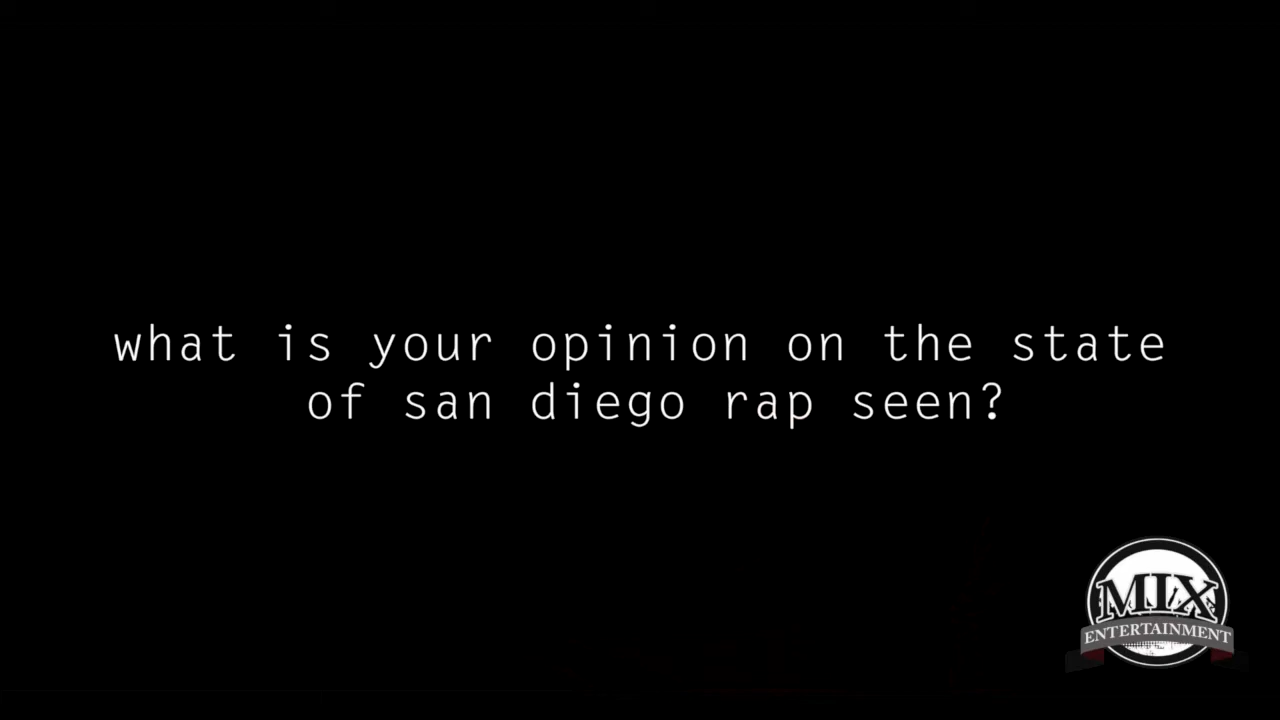 what is your opinion on the state
of san diego rap seen?
MIX
ENTERTAINMENT